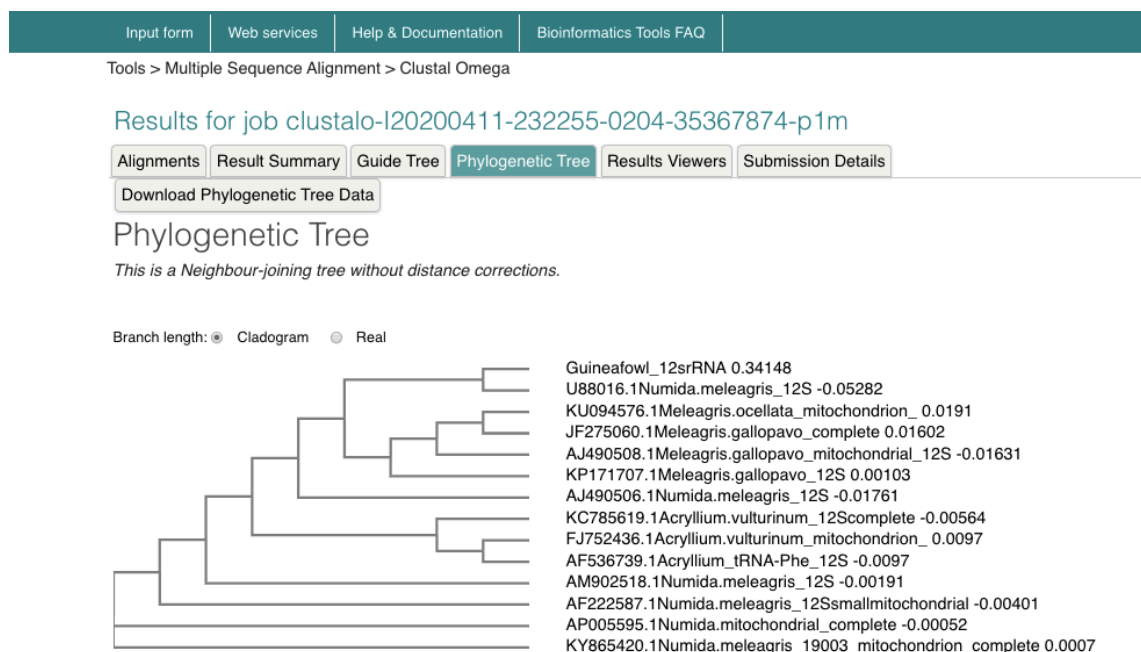 Input form Web services Help & Documentation Bioinformatics Tools FAQ
Tools > Multiple Sequence Alignment > Clustal Omega
Results for job clustalo-I20200411-232255-0204-35367874-p1m
Alignments Result Summary Guide Tree Phylogenetic Tree Results Viewers Submission Details
Download Phylogenetic Tree Data
Phylogenetic Tree
This is a Neighbour-joining tree without distance corrections.
Branch length: Cladogram Real
Guineafowl_12srRNA 0.34148
U88016.1Numida.meleagris_12S -0.05282
KU094576.1Meleagris.ocellata_mitochondrion_ 0.0191
JF275060.1Meleagris.gallopavo_complete 0.01602
AJ490508.1Meleagris.gallopavo_mitochondrial_12S -0.01631
KP171707.1Meleagris.gallopavo_12S 0.00103
AJ490506.1Numida.meleagris_12S -0.01761
KC785619.1Acryllium.vulturinum_12Scomplete -0.00564
FJ752436.1Acryllium.vulturinum_mitochondrion_ 0.0097
AF536739.1Acryllium_tRNA-Phe_12S -0.0097
AM902518.1Numida.meleagris_12S -0.00191
AF222587.1Numida.meleagris_12Ssmallmitochondrial -0.00401
AP005595.1Numida.mitochondrial_complete -0.00052
KY865420.1Numida.meleagris_19003_mitochondrion_complete 0.0007